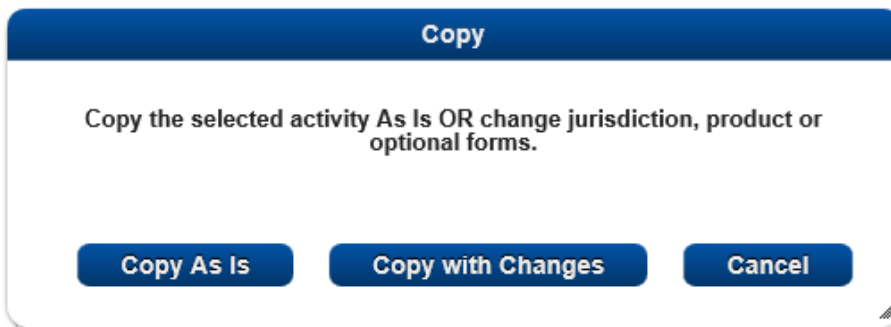 Copy
Copy the selected activity As Is OR change jurisdiction, product or
optional forms.
Copy As Is
Copy with Changes
Cancel